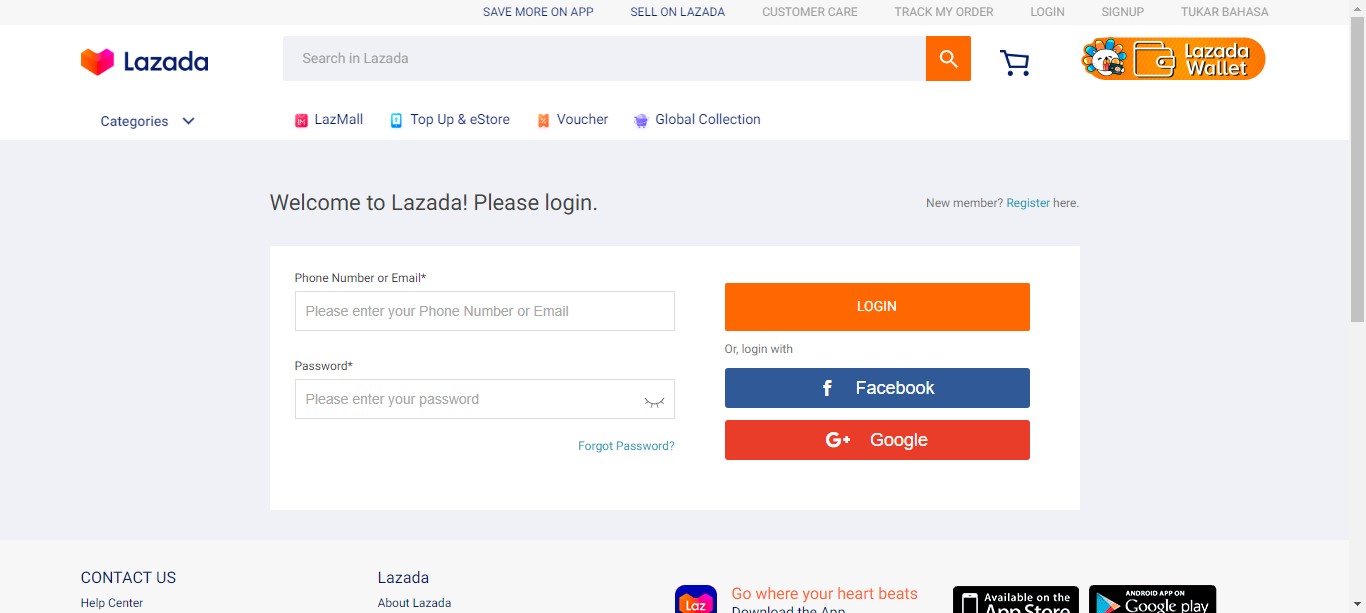 SAVE MORE ON APP SELL ON LAZADA CUSTOMER CARE TRACK MY ORDER LOGIN SIGNUP TUKAR BAHASA
Lazada
Search in Lazada
Lazada
Wallet
Categories
LazMall Top Up & eStore Voucher Global Collection
Welcome to Lazada! Please login.
New member? Register here.
Phone Number or Email*
Please enter your Phone Number or Email
Password*
Please enter your password
Forgot Password?
LOGIN
Or, login with
f Facebook
G+ Google
CONTACT US
Help Center
Lazada
About Lazada
Laz
Go where your heart beats
Download the App
Available on the
App Store
ANDROID APP ON
Google play